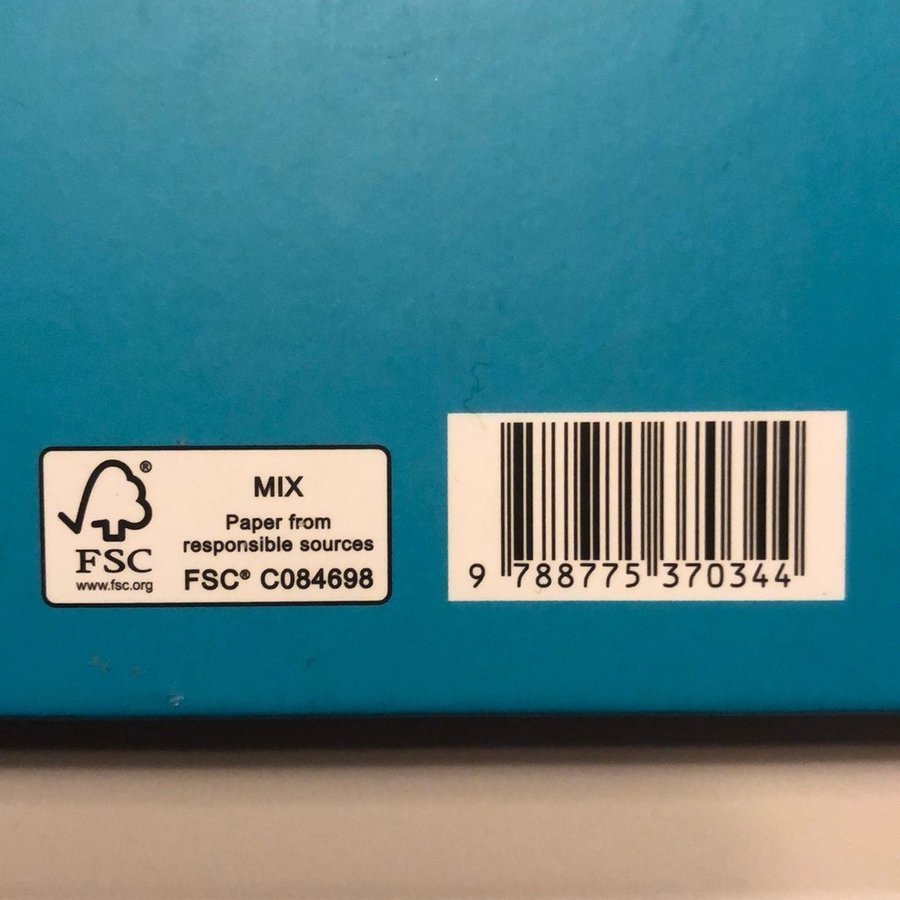 ®
FSC
www.fsc.org
MIX
Paper from
responsible sources
FSC® C084698
9 788775 370344